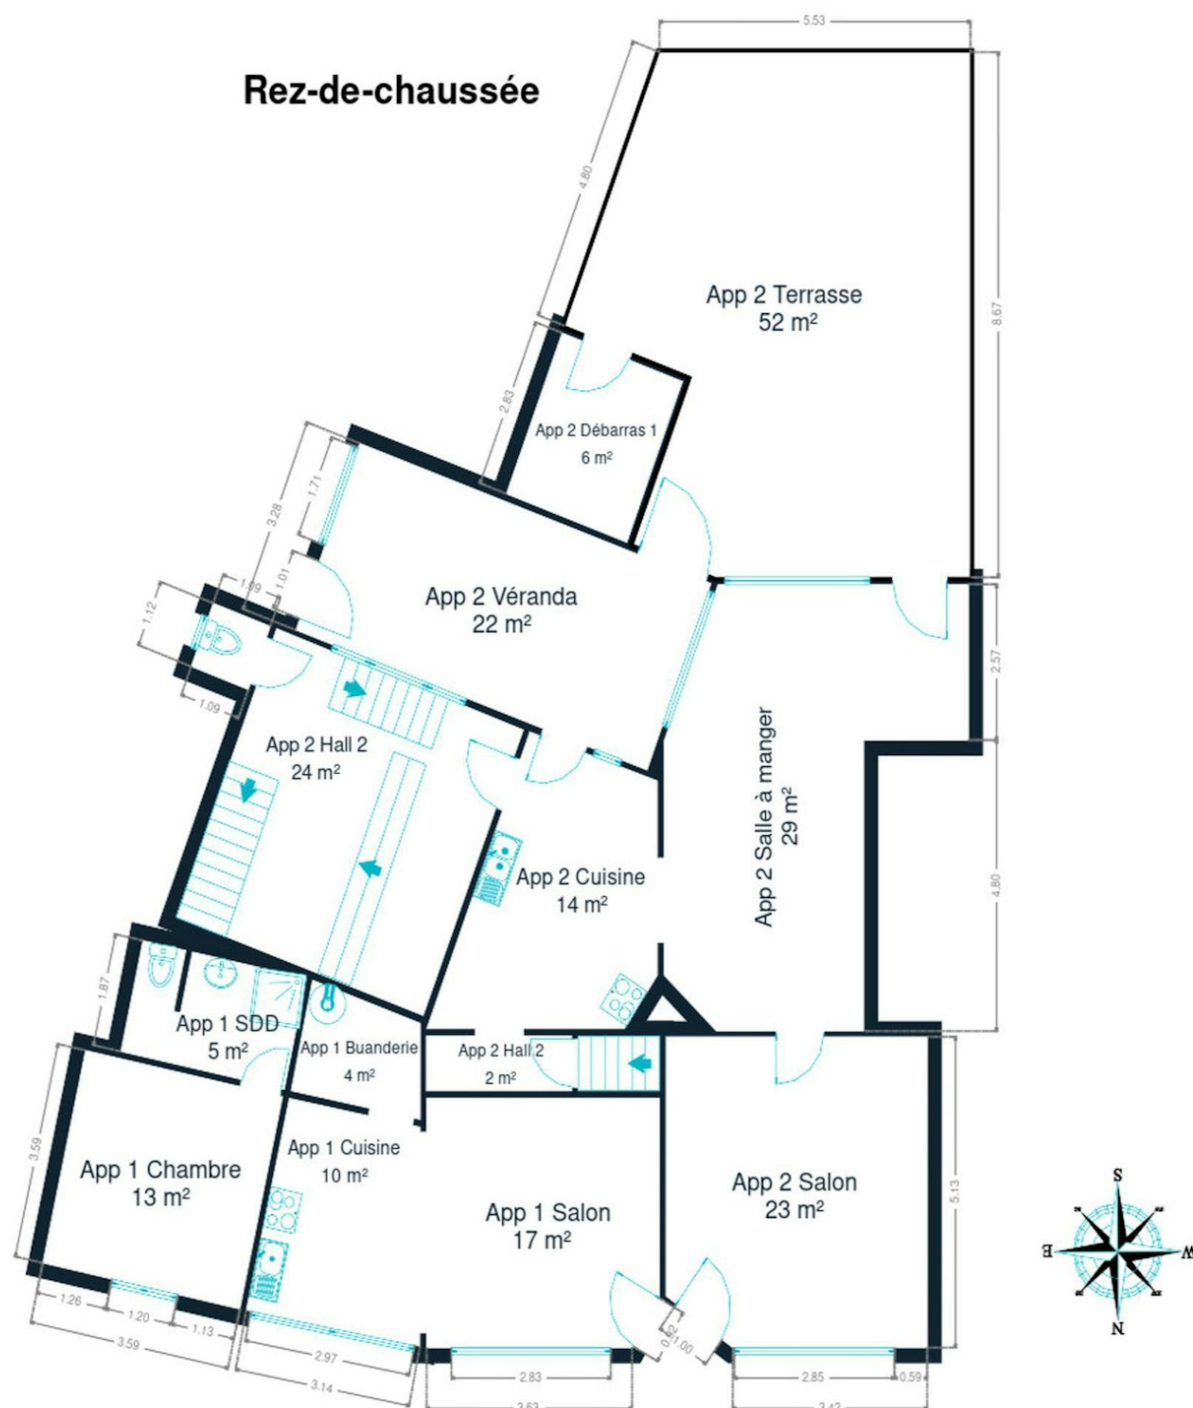 5.53
Rez-de-chaussée
4.80
App 2 Terrasse
52 m²
8.67
2.83
App 2 Débarras 1
6 m²
1.71
3.28
1.01
1.09
1.12
App 2 Véranda
22 m²
2.57
1.09
App 2 Hall 2
24 m²
App 2 Salle à manger
29 m²
App 2 Cuisine
14 m²
4.80
1.87
App 1 SDD
5 m²
App 1 Buanderie
4 m²
App 2 Hall 2
2 m²
3.59
App 1 Chambre
13 m²
App 1 Cuisine
10 m²
App 1 Salon
17 m²
App 2 Salon
23 m²
5.13
S
E
W
N
1.26
1.20
1.13
3.59
2.97
3.14
2.83
3.63
1.00
2.85
0.59
3.42